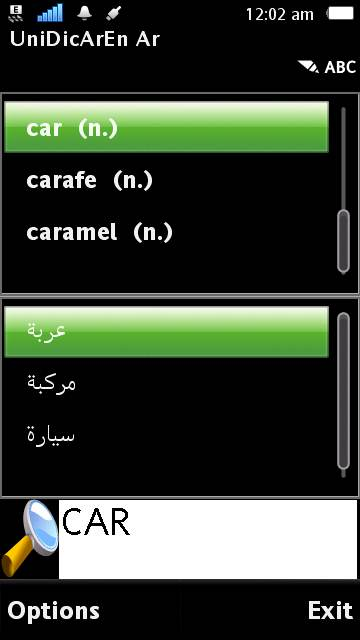 E
12:02 am
UniDicArEn Ar
ABC
car (n.)
carafe (n.)
caramel (n.)
عربة
مركبة
سيارة
CAR
Options
Exit